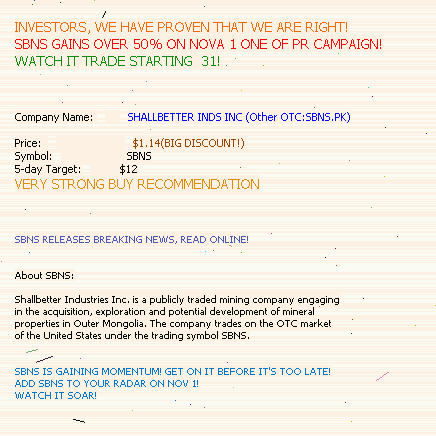 INVESTORS, WE HAVE PROVEN THAT WE ARE RIGHT!
SBNS GAINS OVER 50% ON NOVA 1 ONE OF PR CAMPAIGN!
WATCH IT TRADE STARTING 31!
Company Name: SHALLBETTER INDS INC (Other OTC:SBNS.PK)
Price: $1.14(BIG DISCOUNT!)
Symbol: SBNS
5-day Target: $12
VERY STRONG BUY RECOMMENDATION
SBNS RELEASES BREAKING NEWS, READ ONLINE!
About SBNS:
Shallbetter Industries Inc. is a publicly traded mining company engaging
in the acquisition, exploration and potential development of mineral
properties in Outer Mongolia. The company trades on the OTC market
of the United States under the trading symbol SBNS.
SBNS IS GAINING MOMENTUM! GET ON IT BEFORE IT'S TOO LATE!
ADD SBNS TO YOUR RADAR ON NOV 1!
WATCH IT SOAR!